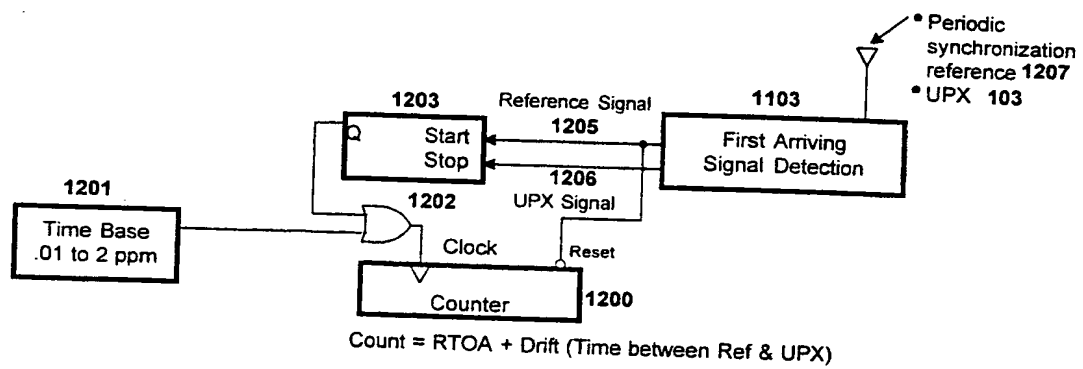 • Periodic
synchronization
reference 1207
• UPX 103
1203
Reference Signal
1103
Start
Stop
1205
First Arriving
Signal Detection
1206
UPX Signal
1201
1202
Time Base
.01 to 2 ppm
Clock
Reset
Counter
1200
Count = RTOA + Drift (Time between Ref & UPX)
Q